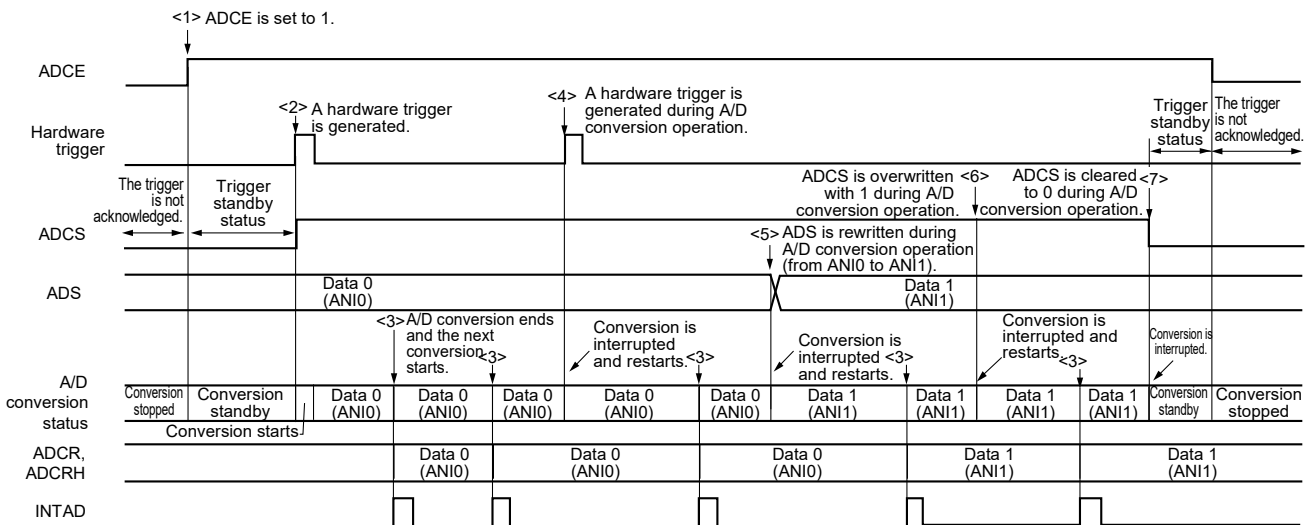 <1> ADCE is set to 1.
ADCE
<2> A hardware trigger
is generated.
<4> A hardware trigger is
generated during A/D
conversion operation.
Trigger
standby
status
The trigger
is not
acknowledged.
Hardware
trigger
The trigger
is not
acknowledged.
Trigger
standby
status
ADCS is overwritten <6>
with 1 during A/D
conversion operation.
ADCS is cleared <7>
to 0 during A/D
conversion operation.
ADCS
<5> ADS is rewritten during
A/D conversion operation
(from ANI0 to ANI1).
ADS
Data 0
(ANI0)
Data 1
(ANI1)
<3> A/D conversion ends
and the next
conversion
starts.
<3>
Conversion is
interrupted
and restarts.
<3>
Conversion is
interrupted
and restarts.
<3>
Conversion is
interrupted and
restarts.
<3>
Conversion is
interrupted.
A/D
conversion
status
Conversion
stopped
Conversion
standby
Conversion starts
Data 0
(ANI0)
Data 0
(ANI0)
Data 0
(ANI0)
Data 0
(ANI0)
Data 0
(ANI0)
Data 1
(ANI1)
Data 1
(ANI1)
Data 1
(ANI1)
Data 1
(ANI1)
Conversion
standby
Conversion
stopped
ADCR,
ADCRH
Data 0
(ANI0)
Data 0
(ANI0)
Data 0
(ANI0)
Data 1
(ANI1)
Data 1
(ANI1)
INTAD